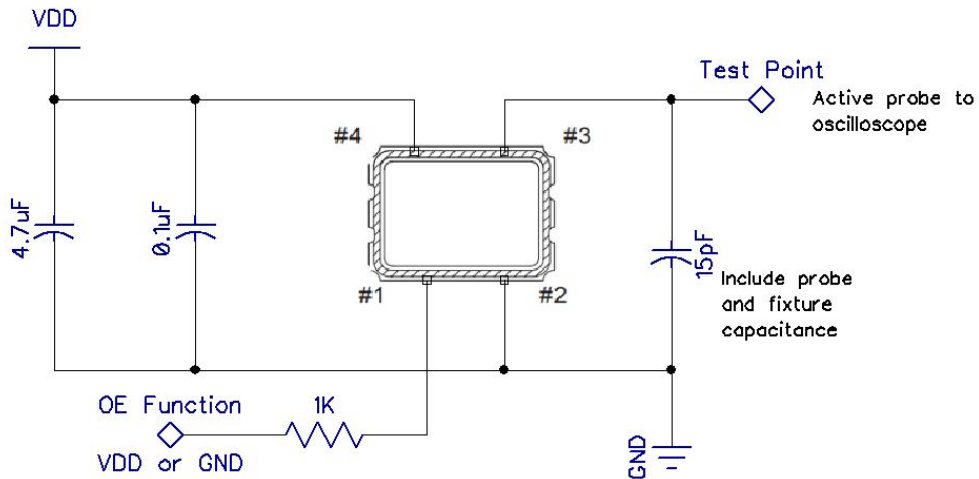 VDD
Test Point
Active probe to
oscilloscope
#4
#3
4.7uF
0.1uF
15pF
#1
#2
Include probe
and fixture
capacitance
OE Function
1K
VDD or GND
GND